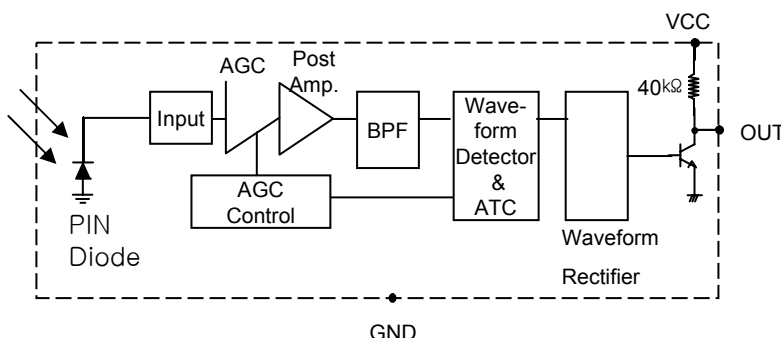 VCC
Post
AGC
Amp.
40kΩ
Input
BPF
Wave-
form
Detector
&
ATC
OUT
AGC
Control
PIN
Diode
Waveform
Rectifier
GND